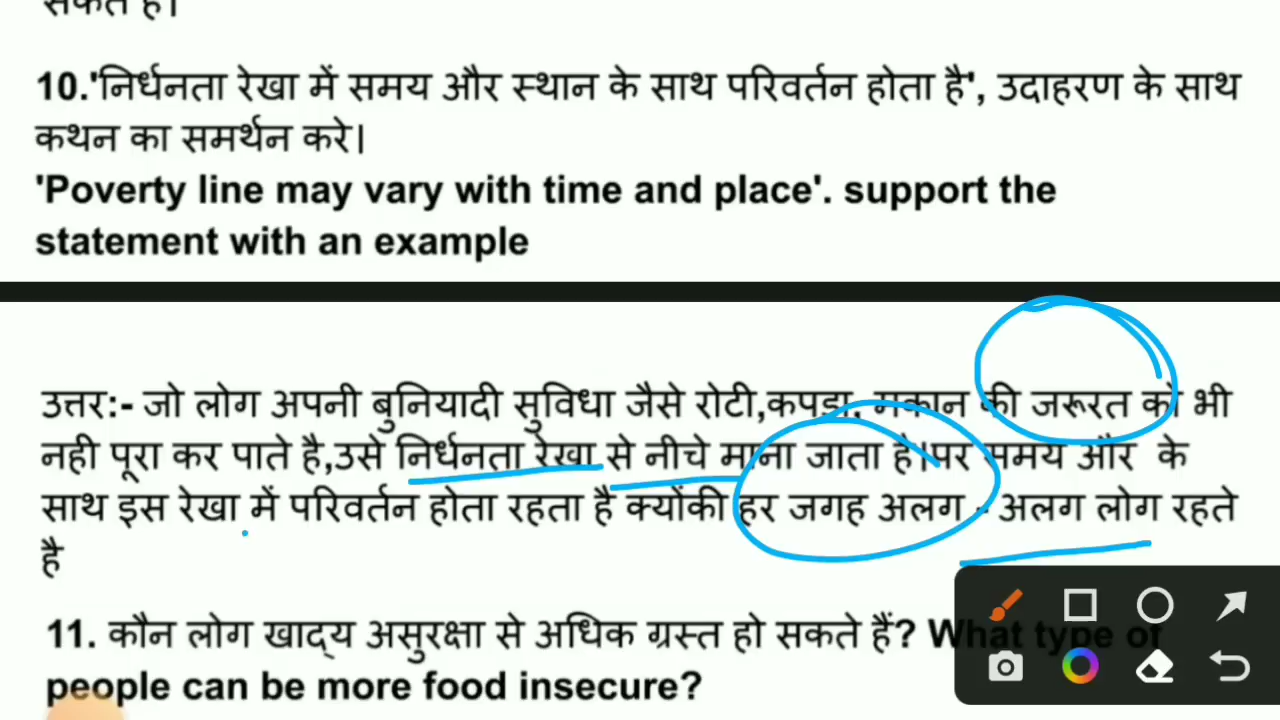 सकते है।
10.'निर्धनता रेखा में समय और स्थान के साथ परिवर्तन होता है', उदाहरण के साथ
कथन का समर्थन करे।
'Poverty line may vary with time and place'. support the
statement with an example
उत्तर:- जो लोग अपनी बुनियादी सुविधा जैसे रोटी,कपड़ा, मकान की जरूरत को भी
नही पूरा कर पाते है,उसे निर्धनता रेखा से नीचे माना जाता है।पर समय और के
साथ इस रेखा में परिवर्तन होता रहता है क्योंकी हर जगह अलग - अलग लोग रहते
है
11. कौन लोग खाद्य असुरक्षा से अधिक ग्रस्त हो सकते हैं? What type of
people can be more food insecure?